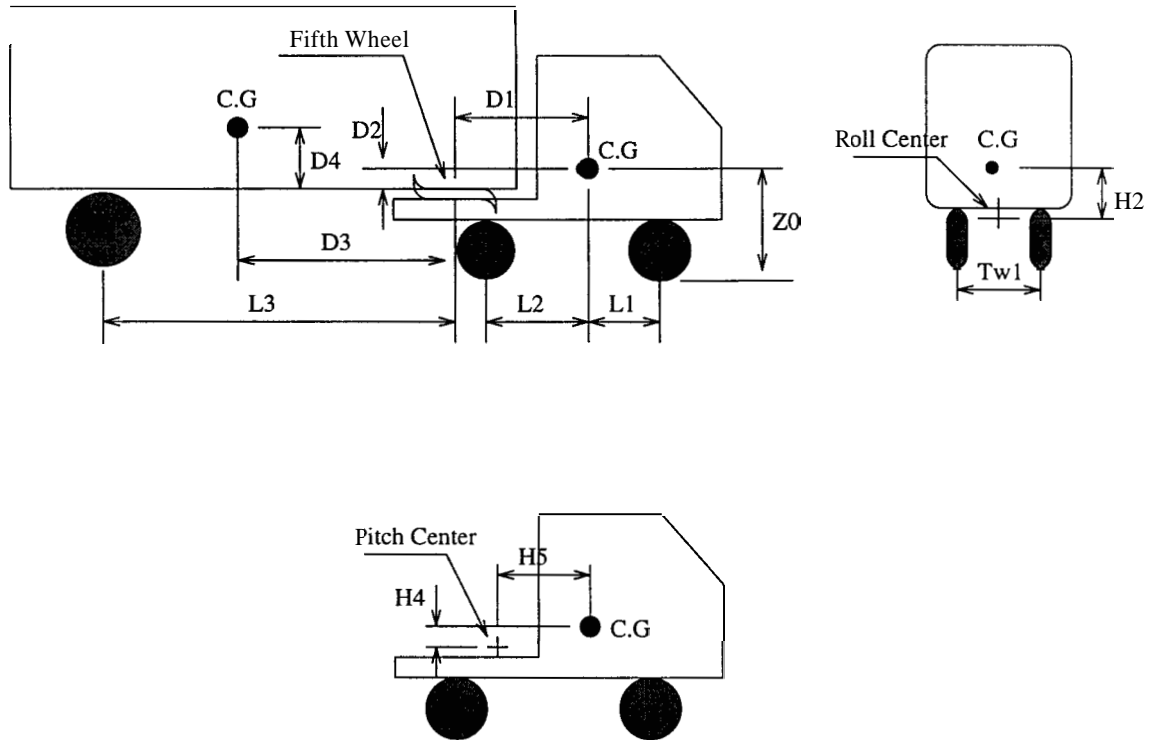 Fifth Wheel
C.G
D1
D2
D4
C.G
Roll Center
C.G
H2
D3
Z0
Tw1
L3
L2
L1
Pitch Center
H5
H4
C.G